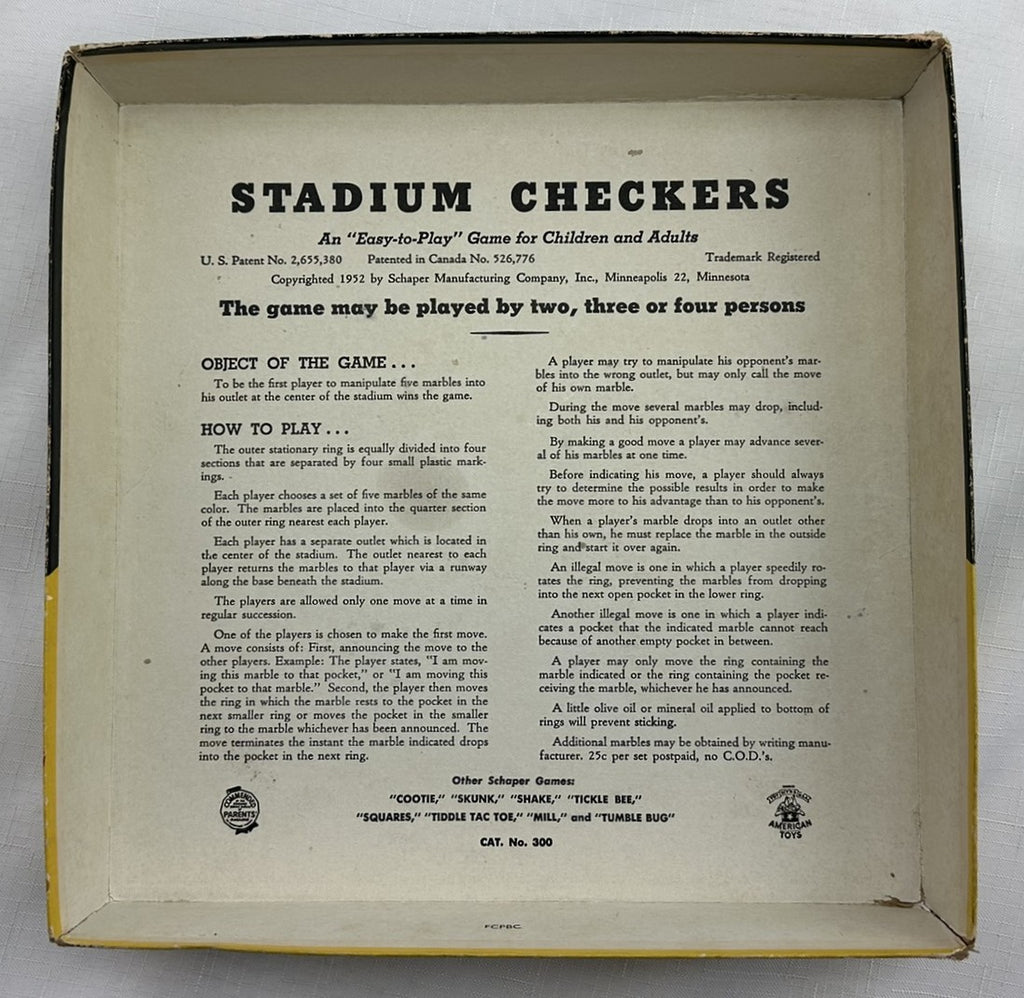 STADIUM CHECKERS
An "Easy-to-Play" Game for Children and Adults
U. S. Patent No. 2,655,380 Patented in Canada No. 526,776 Trademark Registered
Copyrighted 1952 by Schaper Manufacturing Company, Inc., Minneapolis 22, Minnesota
The game may be played by two, three or four persons
OBJECT OF THE GAME . . .
To be the first player to manipulate five marbles into
his outlet at the center of the stadium wins the game.
HOW TO PLAY . . .
The outer stationary ring is equally divided into four
sections that are separated by four small plastic mark-
ings.
Each player chooses a set of five marbles of the same
color. The marbles are placed into the quarter section
of the outer ring nearest each player.
Each player has a separate outlet which is located in
the center of the stadium. The outlet nearest to each
player returns the marbles to that player via a runway
along the base beneath the stadium.
The players are allowed only one move at a time in
regular succession.
One of the players is chosen to make the first move.
A move consists of: First, announcing the move to the
other players. Example: The player states, "I am mov-
ing this marble to that pocket," or "I am moving this
pocket to that marble." Second, the player then moves
the ring in which the marble rests to the pocket in the
next smaller ring or moves the pocket in the smaller
ring to the marble whichever has been announced. The
move terminates the instant the marble indicated drops
into the pocket in the next ring.
A player may try to manipulate his opponent's mar-
bles into the wrong outlet, but may only call the move
of his own marble.
During the move several marbles may drop, includ-
ing both his and his opponent's.
By making a good move a player may advance sever-
al of his marbles at one time.
Before indicating his move, a player should always
try to determine the possible results in order to make
the move more to his advantage than to his opponent's.
When a player's marble drops into an outlet other
than his own, he must replace the marble in the outside
ring and start it over again.
An illegal move is one in which a player speedily ro-
tates the ring, preventing the marbles from dropping
into the next open pocket in the lower ring.
Another illegal move is one in which a player indi-
cates a pocket that the indicated marble cannot reach
because of another empty pocket in between.
A player may only move the ring containing the
marble indicated or the ring containing the pocket re-
ceiving the marble, whichever he has announced.
A little olive oil or mineral oil applied to bottom of
rings will prevent sticking.
Additional marbles may be obtained by writing manu-
facturer. 25c per set postpaid, no C.O.D.'s.
Other Schaper Games:
"COOTIE," "SKUNK," "SHAKE," "TICKLE BEE,"
"SQUARES," "TIDDLE TAC TOE," "MILL," and "TUMBLE BUG"
CAT. No. 300
COMMENDED
PARENTS'
AMERICAN
TOYS
FCPBC